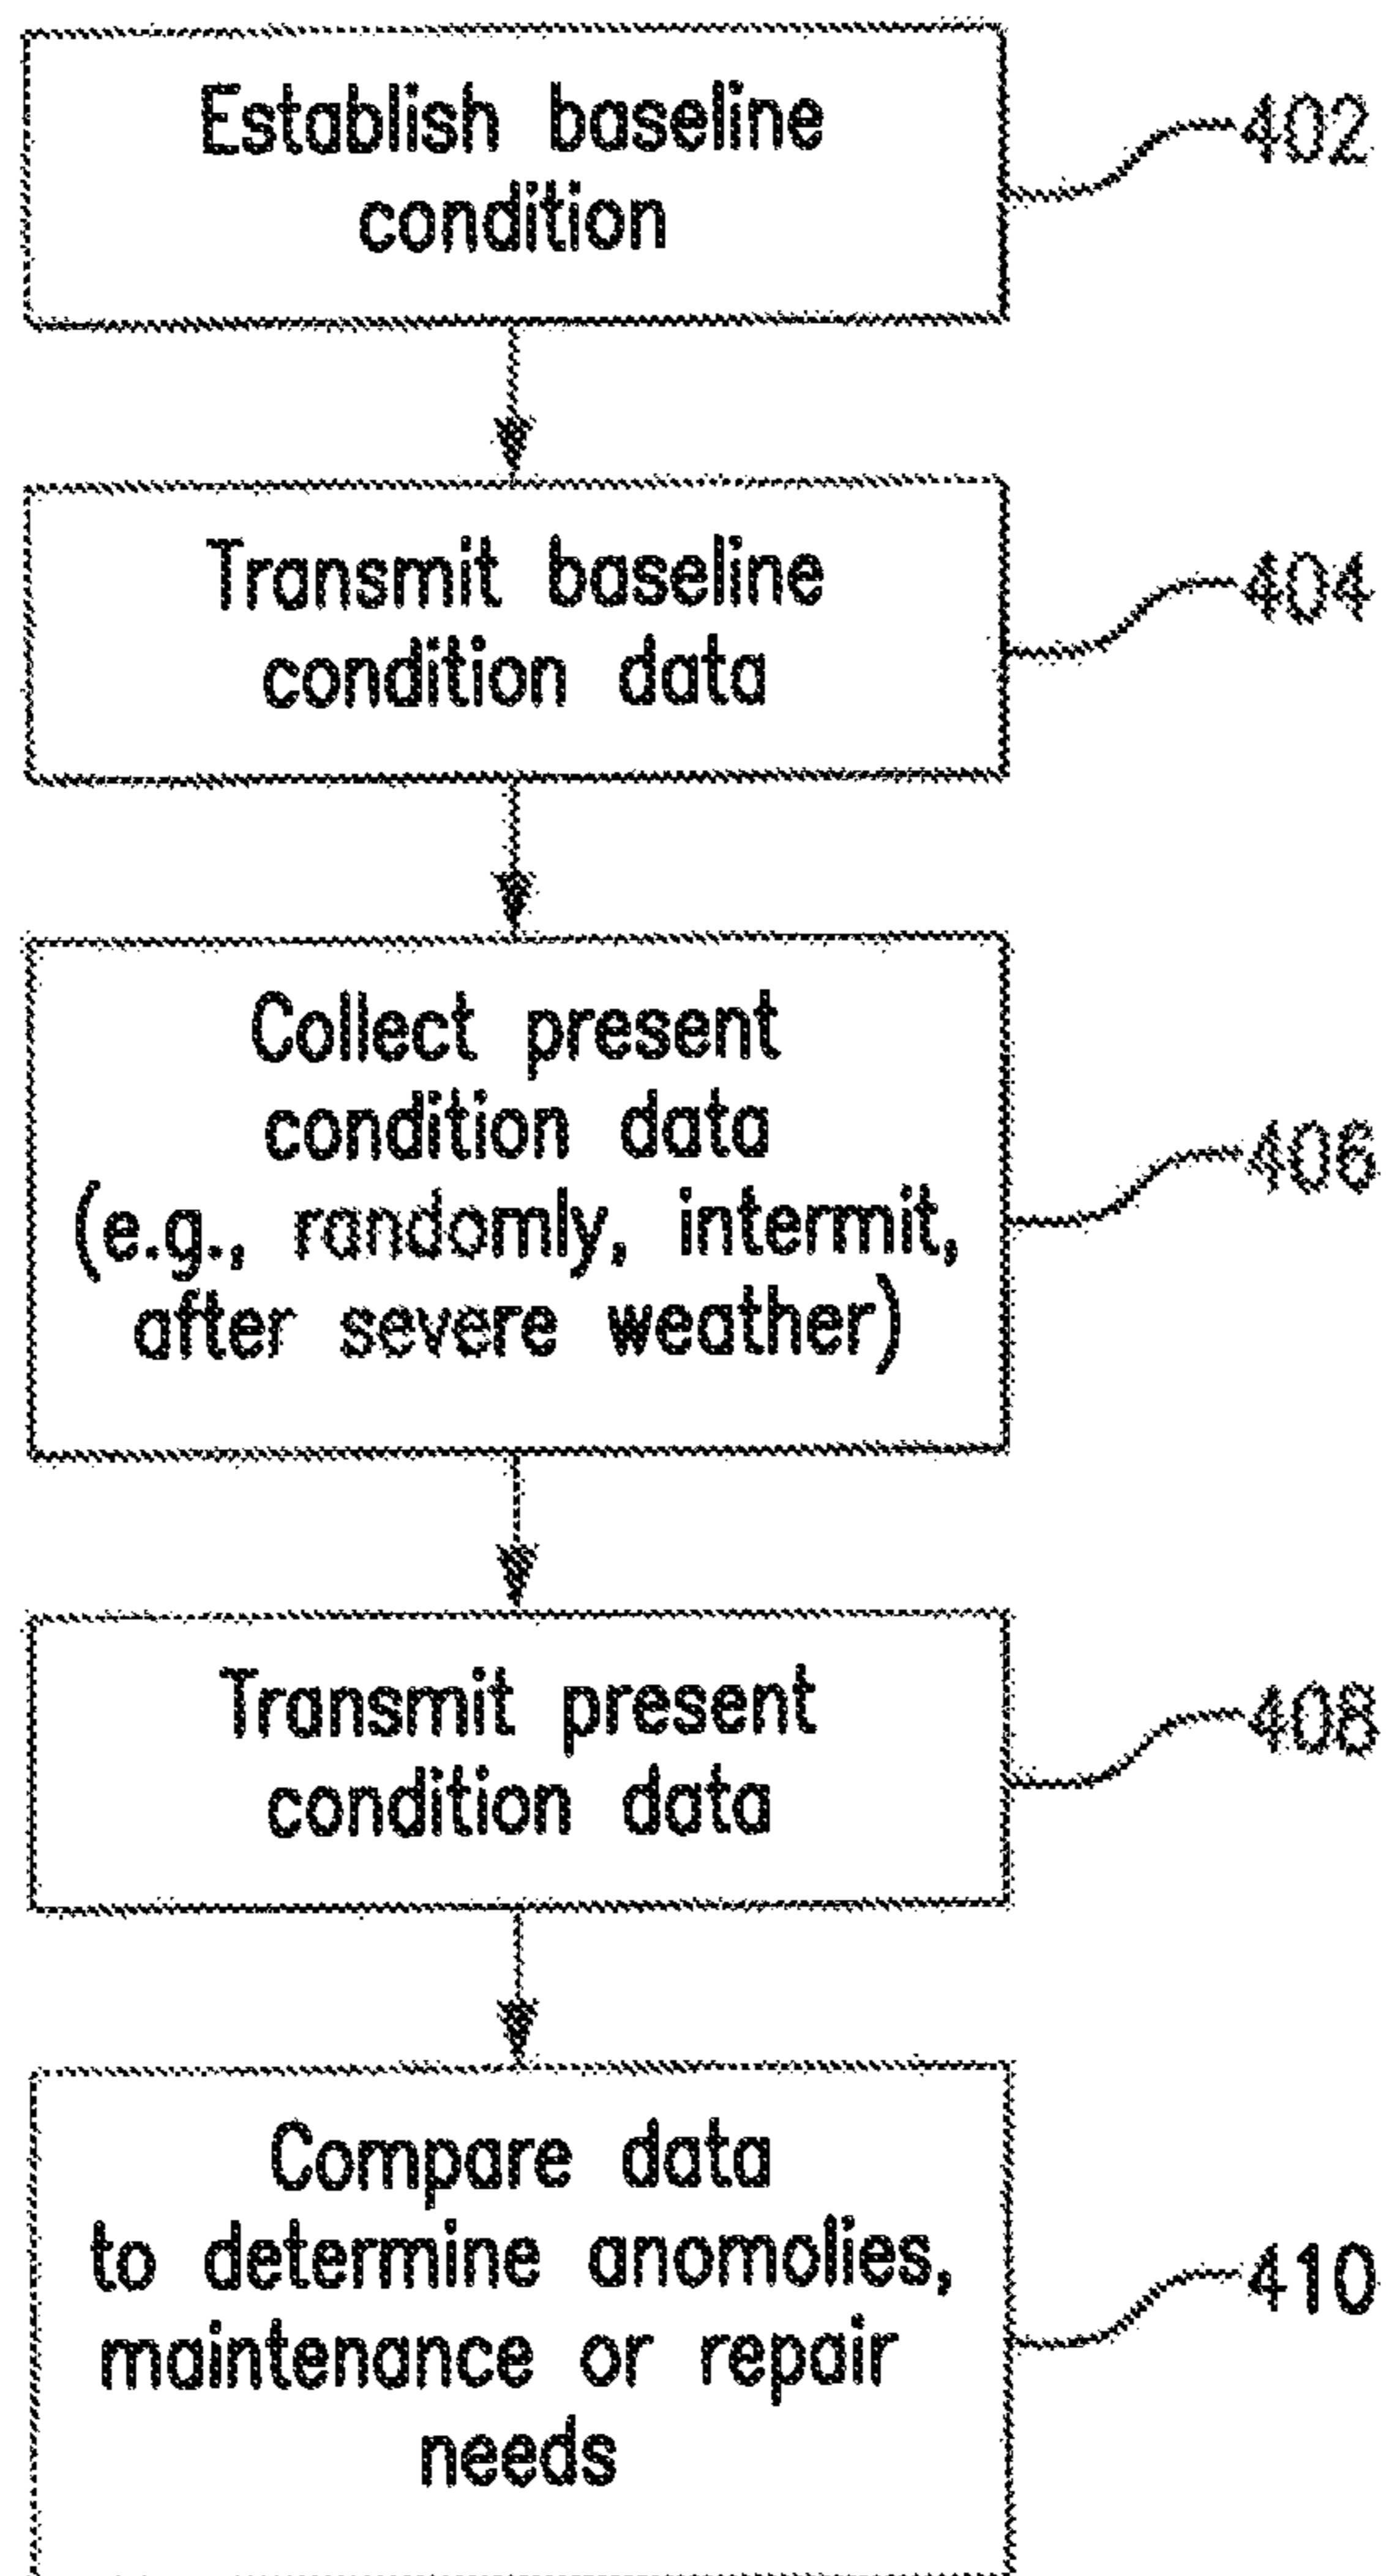 Establish baseline
condition
402
Transmit baseline
condition data
404
Collect present
condition data
(e.g., randomly, intermit,
after severe weather)
406
Transmit present
condition data
408
Compare data
to determine anomolies,
maintenance or repair
needs
410